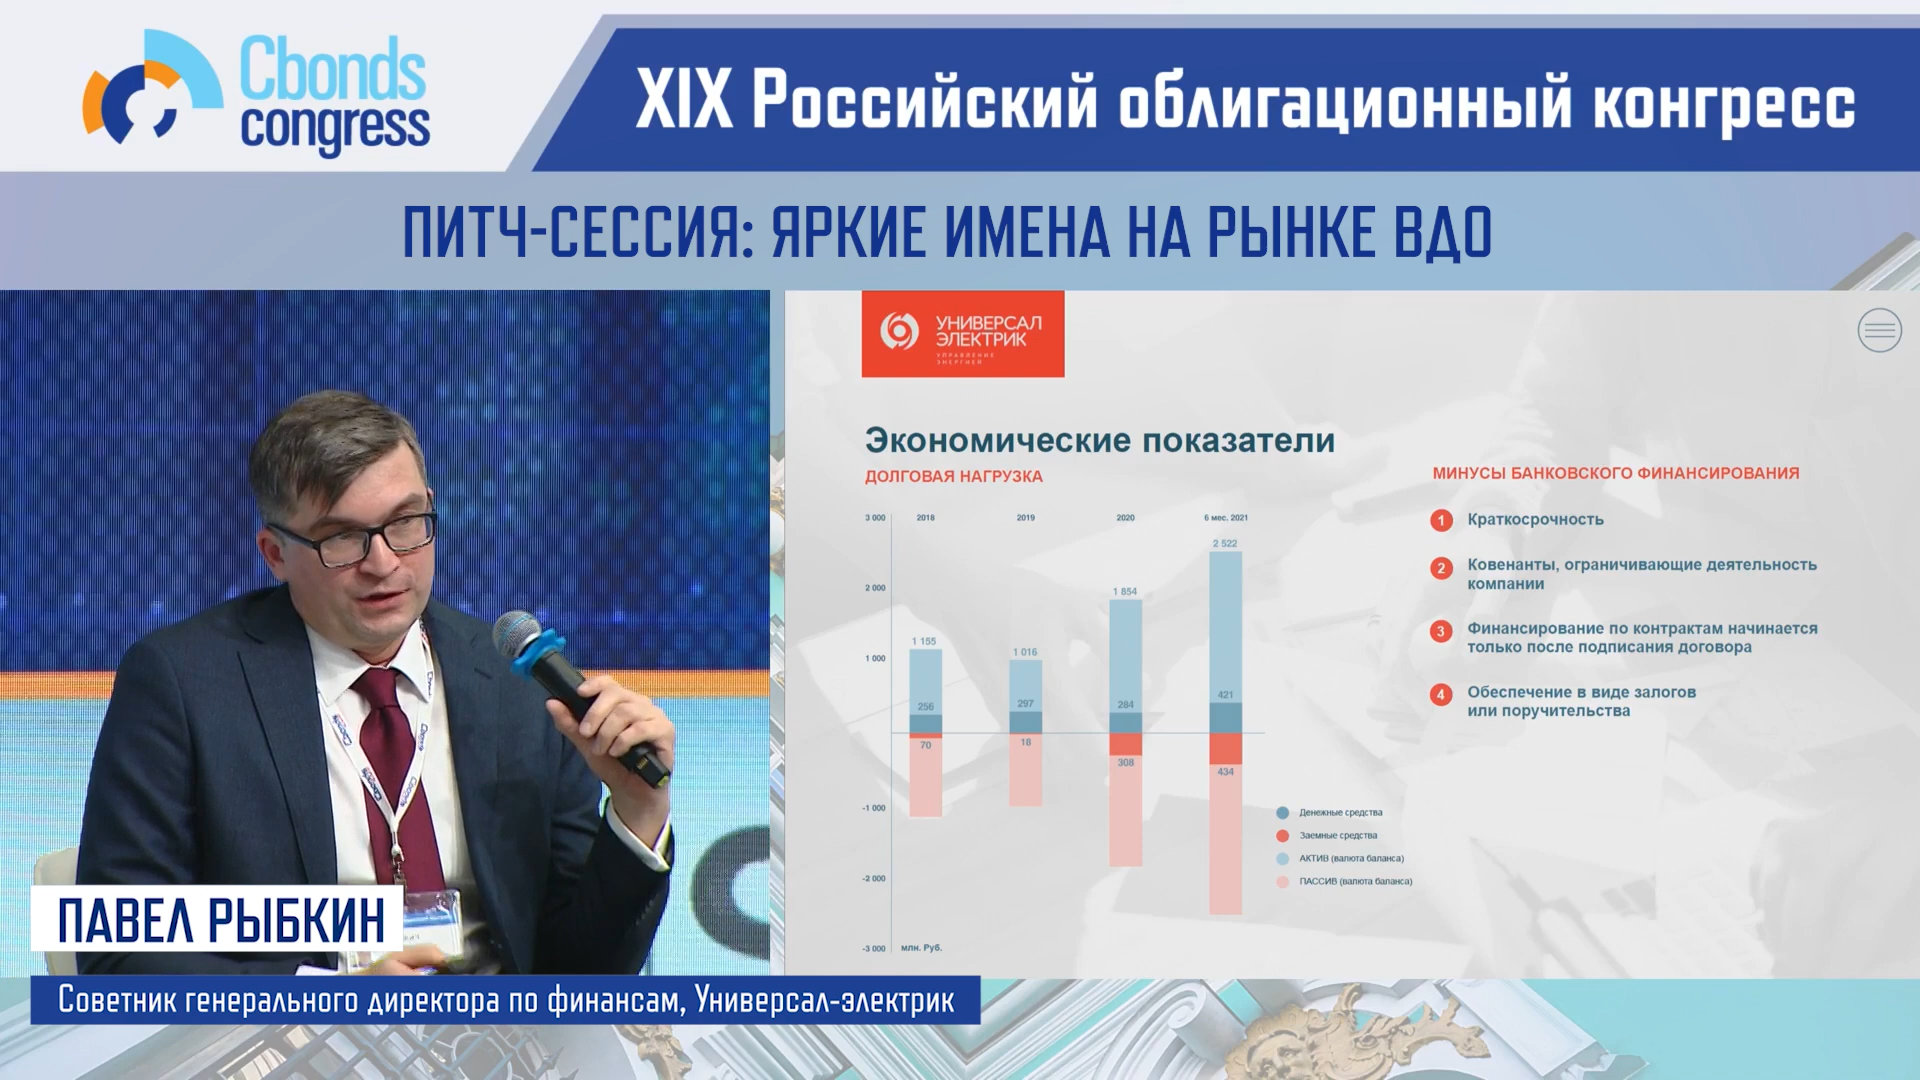 Cbonds
congress
XIX Российский облигационный конгресс
ПИТЧ-СЕССИЯ: ЯРКИЕ ИМЕНА НА РЫНКЕ ВДО
УНИВЕРСАЛ
ЭЛЕКТРИК
УПРАВЛЕНИЕ
ЭНЕРГИЕЙ
Экономические показатели
ДОЛГОВАЯ НАГРУЗКА
3 000 2018 2019 2020 6 мес. 2021
2 522
2 000
1 854
1 155
1 016
1 000
256 297 284 421
70 18 308 434
-1 000
-2 000
-3 000 млн. Руб.
Денежные средства
Заемные средства
АКТИВ (валюта баланса)
ПАССИВ (валюта баланса)
МИНУСЫ БАНКОВСКОГО ФИНАНСИРОВАНИЯ
1 Краткосрочность
2 Ковенанты, ограничивающие деятельность
компании
3 Финансирование по контрактам начинается
только после подписания договора
4 Обеспечение в виде залогов
или поручительства
ПАВЕЛ РЫБКИН
Советник генерального директора по финансам, Универсал-электрик